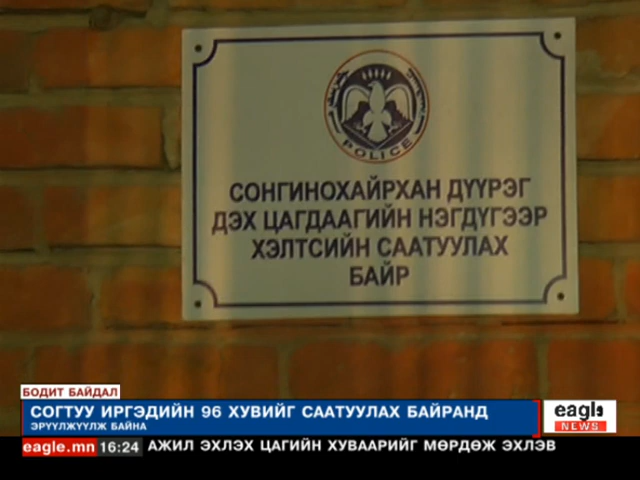 POLICE
СОНГИНОХАЙРХАН ДҮҮРЭГ
ДЭХ ЦАГДААГИЙН НЭГДҮГЭЭР
ХЭЛТСИЙН СААТУУЛАХ
БАЙР
БОДИТ БАЙДАЛ
СОГТУУ ИРГЭДИЙН 96 ХУВИЙГ СААТУУЛАХ БАЙРАНД
ЭРҮҮЛЖҮҮЛЖ БАЙНА
eagle
NEWS
eagle.mn 16:24 АЖИЛ ЭХЛЭХ ЦАГИЙН ХУВААРИЙГ МӨРДӨЖ ЭХЛЭВ